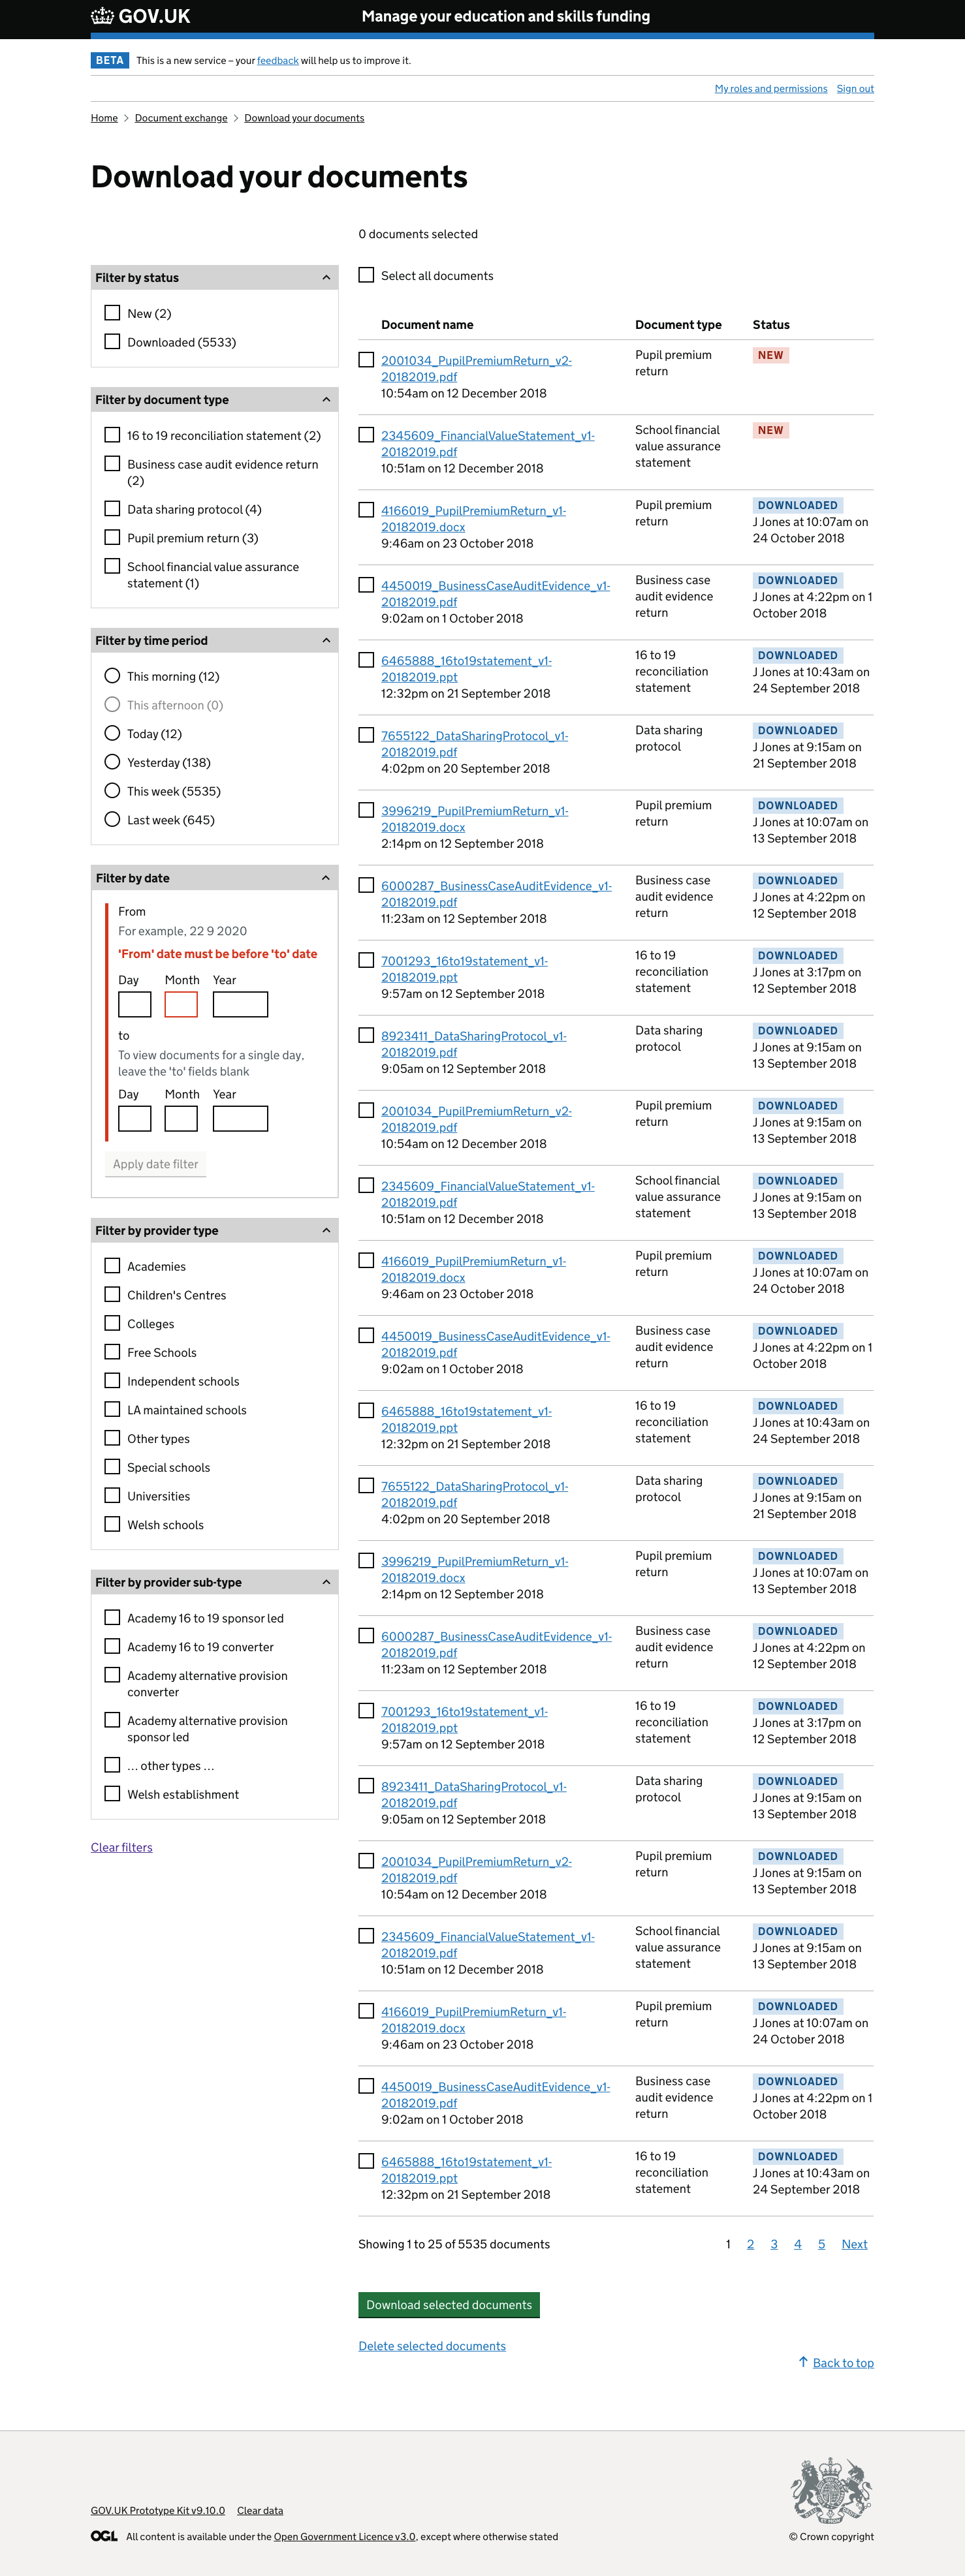 GOV.UK
Manage your education and skills funding
BETA This is a new service – your feedback will help us to improve it.
My roles and permissions Sign out
Home Document exchange Download your documents
Download your documents
0 documents selected
Filter by status
New (2)
Downloaded (5533)
Filter by document type
16 to 19 reconciliation statement (2)
Business case audit evidence return
(2)
Data sharing protocol (4)
Pupil premium return (3)
School financial value assurance
statement (1)
Filter by time period
This morning (12)
This afternoon (0)
Today (12)
Yesterday (138)
This week (5535)
Last week (645)
Filter by date
From
For example, 22 9 2020
'From' date must be before 'to' date
Day Month Year
to
To view documents for a single day,
leave the 'to' fields blank
Day Month Year
Apply date filter
Filter by provider type
Academies
Children's Centres
Colleges
Free Schools
Independent schools
LA maintained schools
Other types
Special schools
Universities
Welsh schools
Filter by provider sub-type
Academy 16 to 19 sponsor led
Academy 16 to 19 converter
Academy alternative provision
converter
Academy alternative provision
sponsor led
... other types ...
Welsh establishment
Clear filters
Select all documents
Document name Document type Status
2001034_PupilPremiumReturn_v2- Pupil premium NEW
20182019.pdf return
10:54am on 12 December 2018
2345609_FinancialValueStatement_v1- School financial NEW
20182019.pdf value assurance
10:51am on 12 December 2018 statement
4166019_PupilPremiumReturn_v1- Pupil premium DOWNLOADED
20182019.docx return J Jones at 10:07am on
9:46am on 23 October 2018 24 October 2018
4450019_BusinessCaseAuditEvidence_v1- Business case DOWNLOADED
20182019.pdf audit evidence J Jones at 4:22pm on 1
9:02am on 1 October 2018 return October 2018
6465888_16to19statement_v1- 16 to 19 DOWNLOADED
20182019.ppt reconciliation J Jones at 10:43am on
12:32pm on 21 September 2018 statement 24 September 2018
7655122_DataSharingProtocol_v1- Data sharing DOWNLOADED
20182019.pdf protocol J Jones at 9:15am on
4:02pm on 20 September 2018 21 September 2018
3996219_PupilPremiumReturn_v1- Pupil premium DOWNLOADED
20182019.docx return J Jones at 10:07am on
2:14pm on 12 September 2018 13 September 2018
6000287_BusinessCaseAuditEvidence_v1- Business case DOWNLOADED
20182019.pdf audit evidence J Jones at 4:22pm on
11:23am on 12 September 2018 return 12 September 2018
7001293_16to19statement_v1- 16 to 19 DOWNLOADED
20182019.ppt reconciliation J Jones at 3:17pm on
9:57am on 12 September 2018 statement 12 September 2018
8923411_DataSharingProtocol_v1- Data sharing DOWNLOADED
20182019.pdf protocol J Jones at 9:15am on
9:05am on 12 September 2018 13 September 2018
2001034_PupilPremiumReturn_v2- Pupil premium DOWNLOADED
20182019.pdf return J Jones at 9:15am on
10:54am on 12 December 2018 13 September 2018
2345609_FinancialValueStatement_v1- School financial DOWNLOADED
20182019.pdf value assurance J Jones at 9:15am on
10:51am on 12 December 2018 statement 13 September 2018
4166019_PupilPremiumReturn_v1- Pupil premium DOWNLOADED
20182019.docx return J Jones at 10:07am on
9:46am on 23 October 2018 24 October 2018
4450019_BusinessCaseAuditEvidence_v1- Business case DOWNLOADED
20182019.pdf audit evidence J Jones at 4:22pm on 1
9:02am on 1 October 2018 return October 2018
6465888_16to19statement_v1- 16 to 19 DOWNLOADED
20182019.ppt reconciliation J Jones at 10:43am on
12:32pm on 21 September 2018 statement 24 September 2018
7655122_DataSharingProtocol_v1- Data sharing DOWNLOADED
20182019.pdf protocol J Jones at 9:15am on
4:02pm on 20 September 2018 21 September 2018
3996219_PupilPremiumReturn_v1- Pupil premium DOWNLOADED
20182019.docx return J Jones at 10:07am on
2:14pm on 12 September 2018 13 September 2018
6000287_BusinessCaseAuditEvidence_v1- Business case DOWNLOADED
20182019.pdf audit evidence J Jones at 4:22pm on
11:23am on 12 September 2018 return 12 September 2018
7001293_16to19statement_v1- 16 to 19 DOWNLOADED
20182019.ppt reconciliation J Jones at 3:17pm on
9:57am on 12 September 2018 statement 12 September 2018
8923411_DataSharingProtocol_v1- Data sharing DOWNLOADED
20182019.pdf protocol J Jones at 9:15am on
9:05am on 12 September 2018 13 September 2018
2001034_PupilPremiumReturn_v2- Pupil premium DOWNLOADED
20182019.pdf return J Jones at 9:15am on
10:54am on 12 December 2018 13 September 2018
2345609_FinancialValueStatement_v1- School financial DOWNLOADED
20182019.pdf value assurance J Jones at 9:15am on
10:51am on 12 December 2018 statement 13 September 2018
4166019_PupilPremiumReturn_v1- Pupil premium DOWNLOADED
20182019.docx return J Jones at 10:07am on
9:46am on 23 October 2018 24 October 2018
4450019_BusinessCaseAuditEvidence_v1- Business case DOWNLOADED
20182019.pdf audit evidence J Jones at 4:22pm on 1
9:02am on 1 October 2018 return October 2018
6465888_16to19statement_v1- 16 to 19 DOWNLOADED
20182019.ppt reconciliation J Jones at 10:43am on
12:32pm on 21 September 2018 statement 24 September 2018
Showing 1 to 25 of 5535 documents 1 2 3 4 5 Next
Download selected documents
Delete selected documents
Back to top
GOV.UK Prototype Kit v9.10.0 Clear data
OGL All content is available under the Open Government Licence v3.0, except where otherwise stated
© Crown copyright